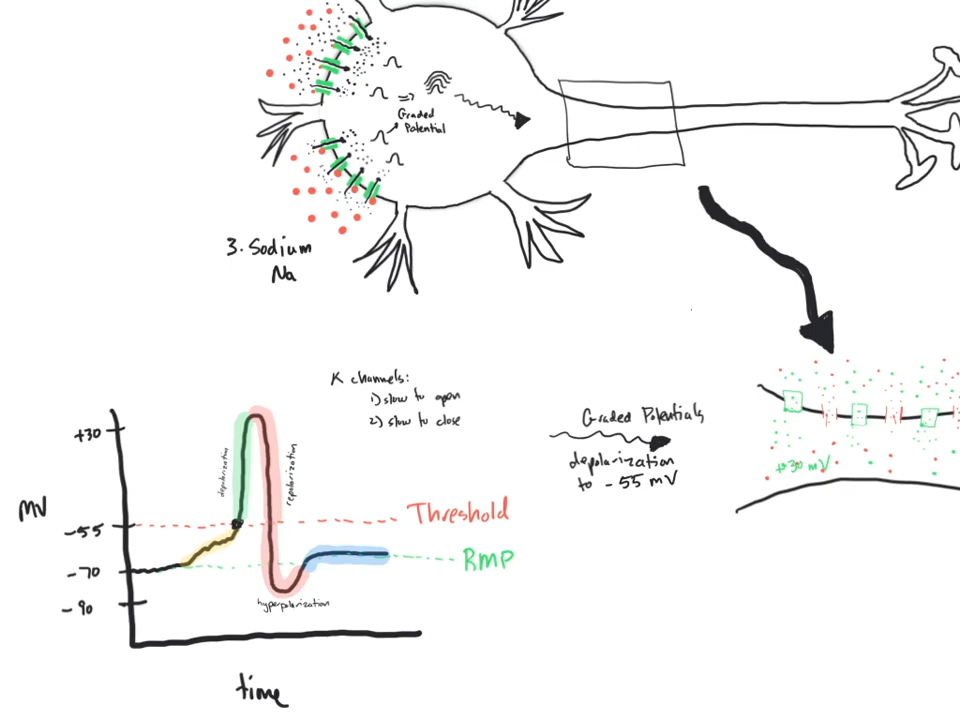 Graded
Potential
3. Sodium
Na
K channels:
1) slow to open
2) slow to close
Graded Potentials
depolarization
to -55 mV
+30 mV
mV
+30
-55
-70
-90
depolarization
repolarization
hyperpolarization
Threshold
RMP
time